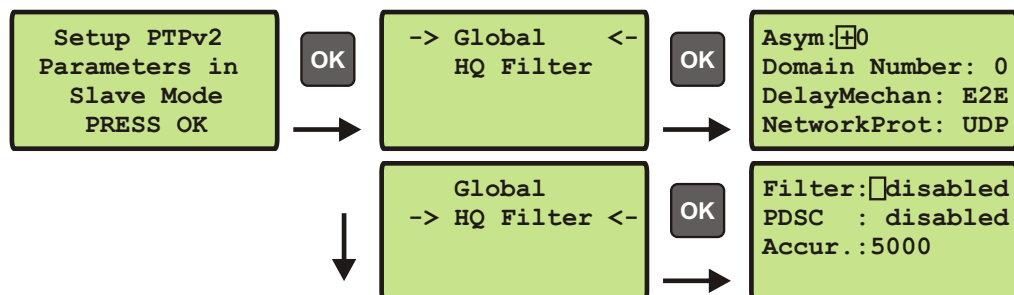 Setup PTPv2
Parameters in
Slave Mode
PRESS OK
OK
-> Global <-
HQ Filter
OK
Asym:+0
Domain Number: 0
DelayMechan: E2E
NetworkProt: UDP
Global
-> HQ Filter <-
OK
Filter: disabled
PDSC : disabled
Accur.:5000